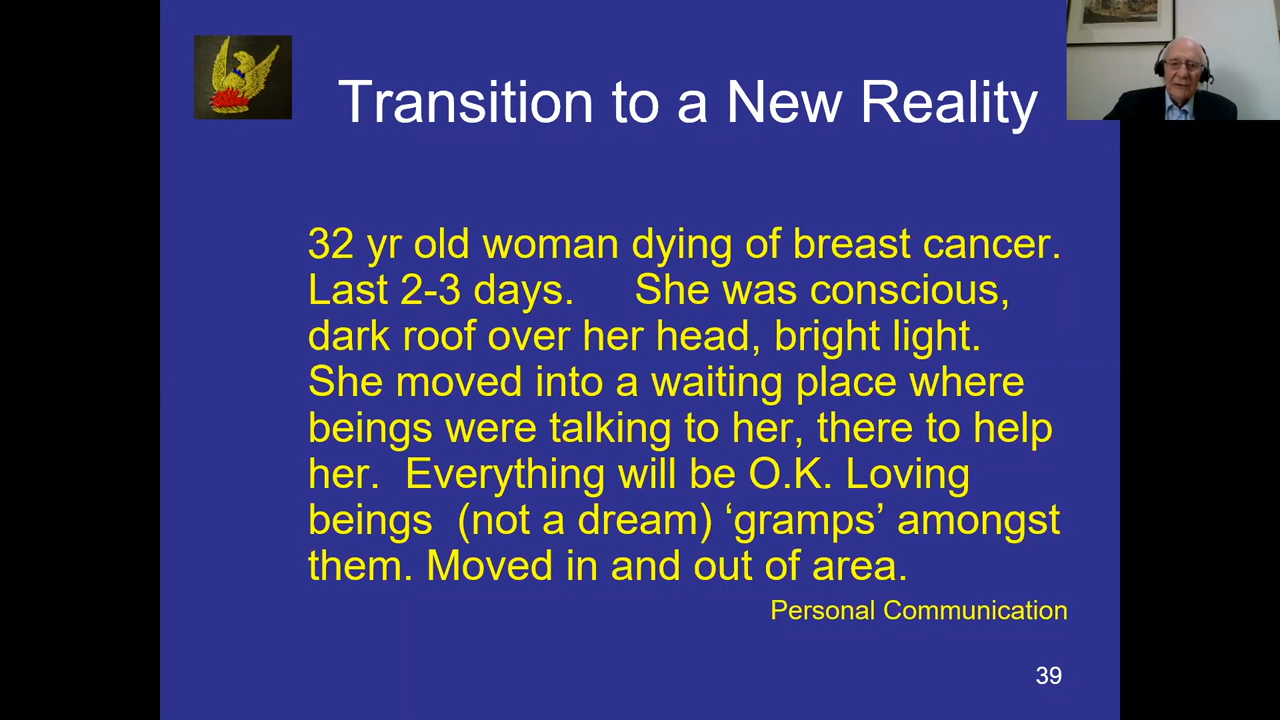 Transition to a New Reality
32 yr old woman dying of breast cancer.
Last 2-3 days. She was conscious,
dark roof over her head, bright light.
She moved into a waiting place where
beings were talking to her, there to help
her. Everything will be O.K. Loving
beings (not a dream) ‘gramps’ amongst
them. Moved in and out of area.
Personal Communication
39